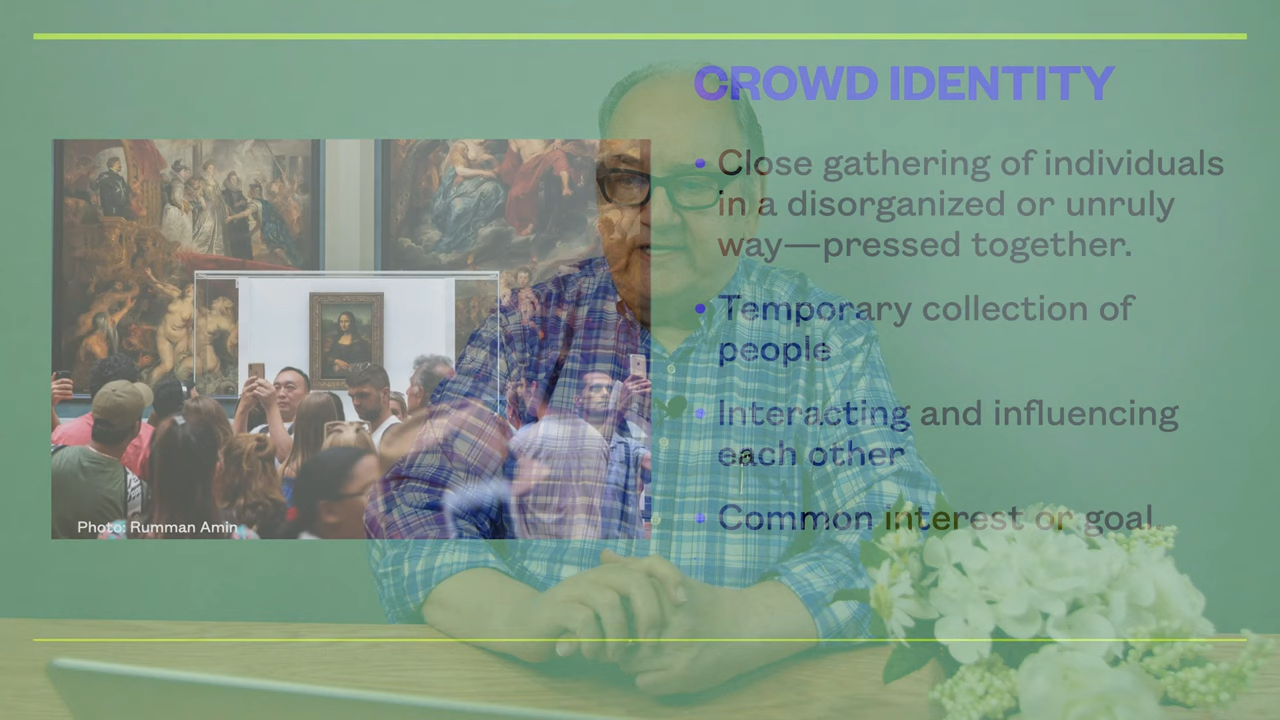 CROWD IDENTITY
• Close gathering of individuals
in a disorganized or unruly
way—pressed together.
• Temporary collection of
people
• Interacting and influencing
each other
• Common interest or goal
Photo: Rumman Amin